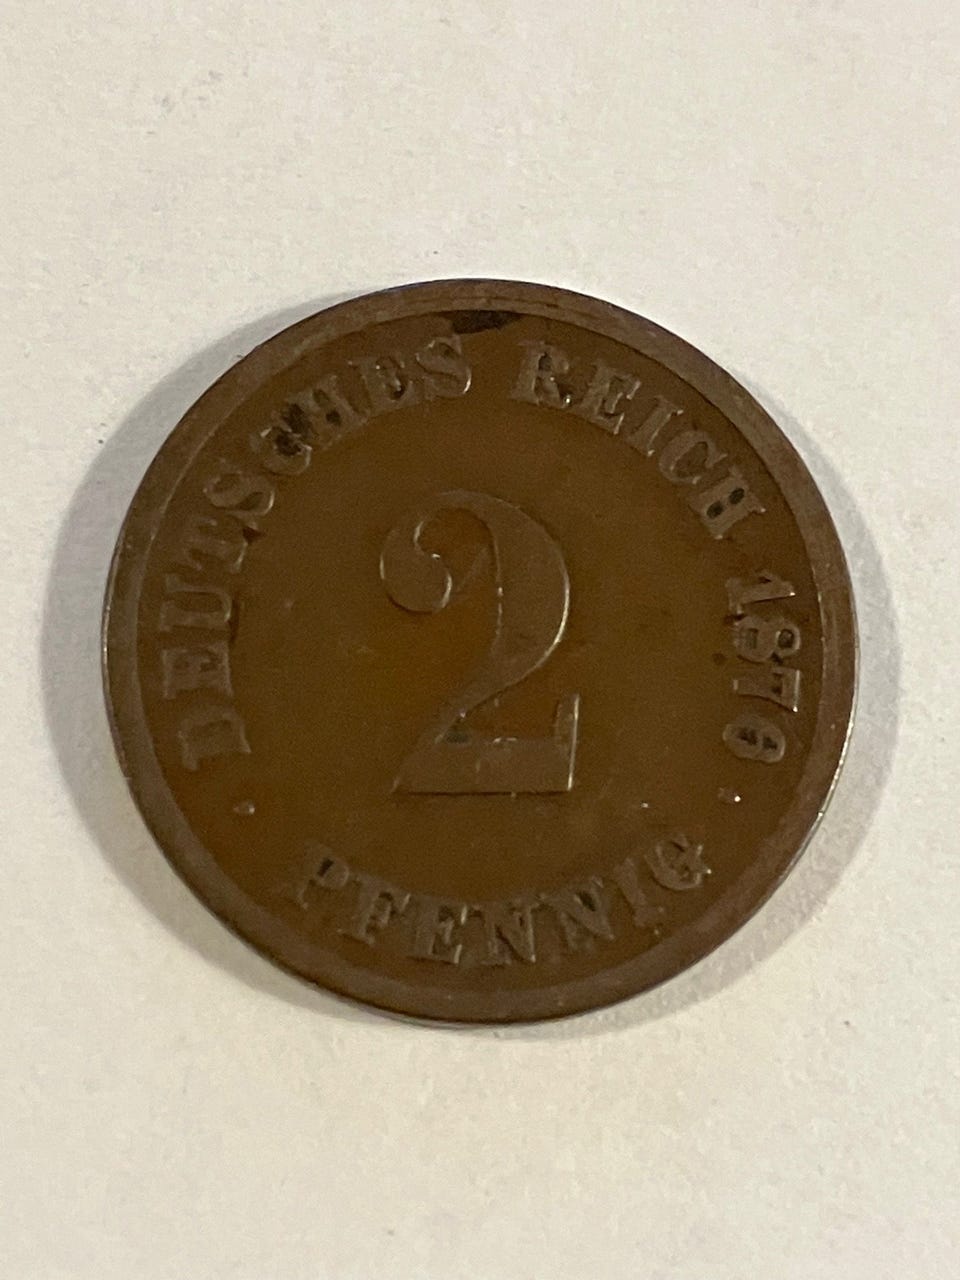 DEUTSCHES REICH 1876
2
PFENNIG